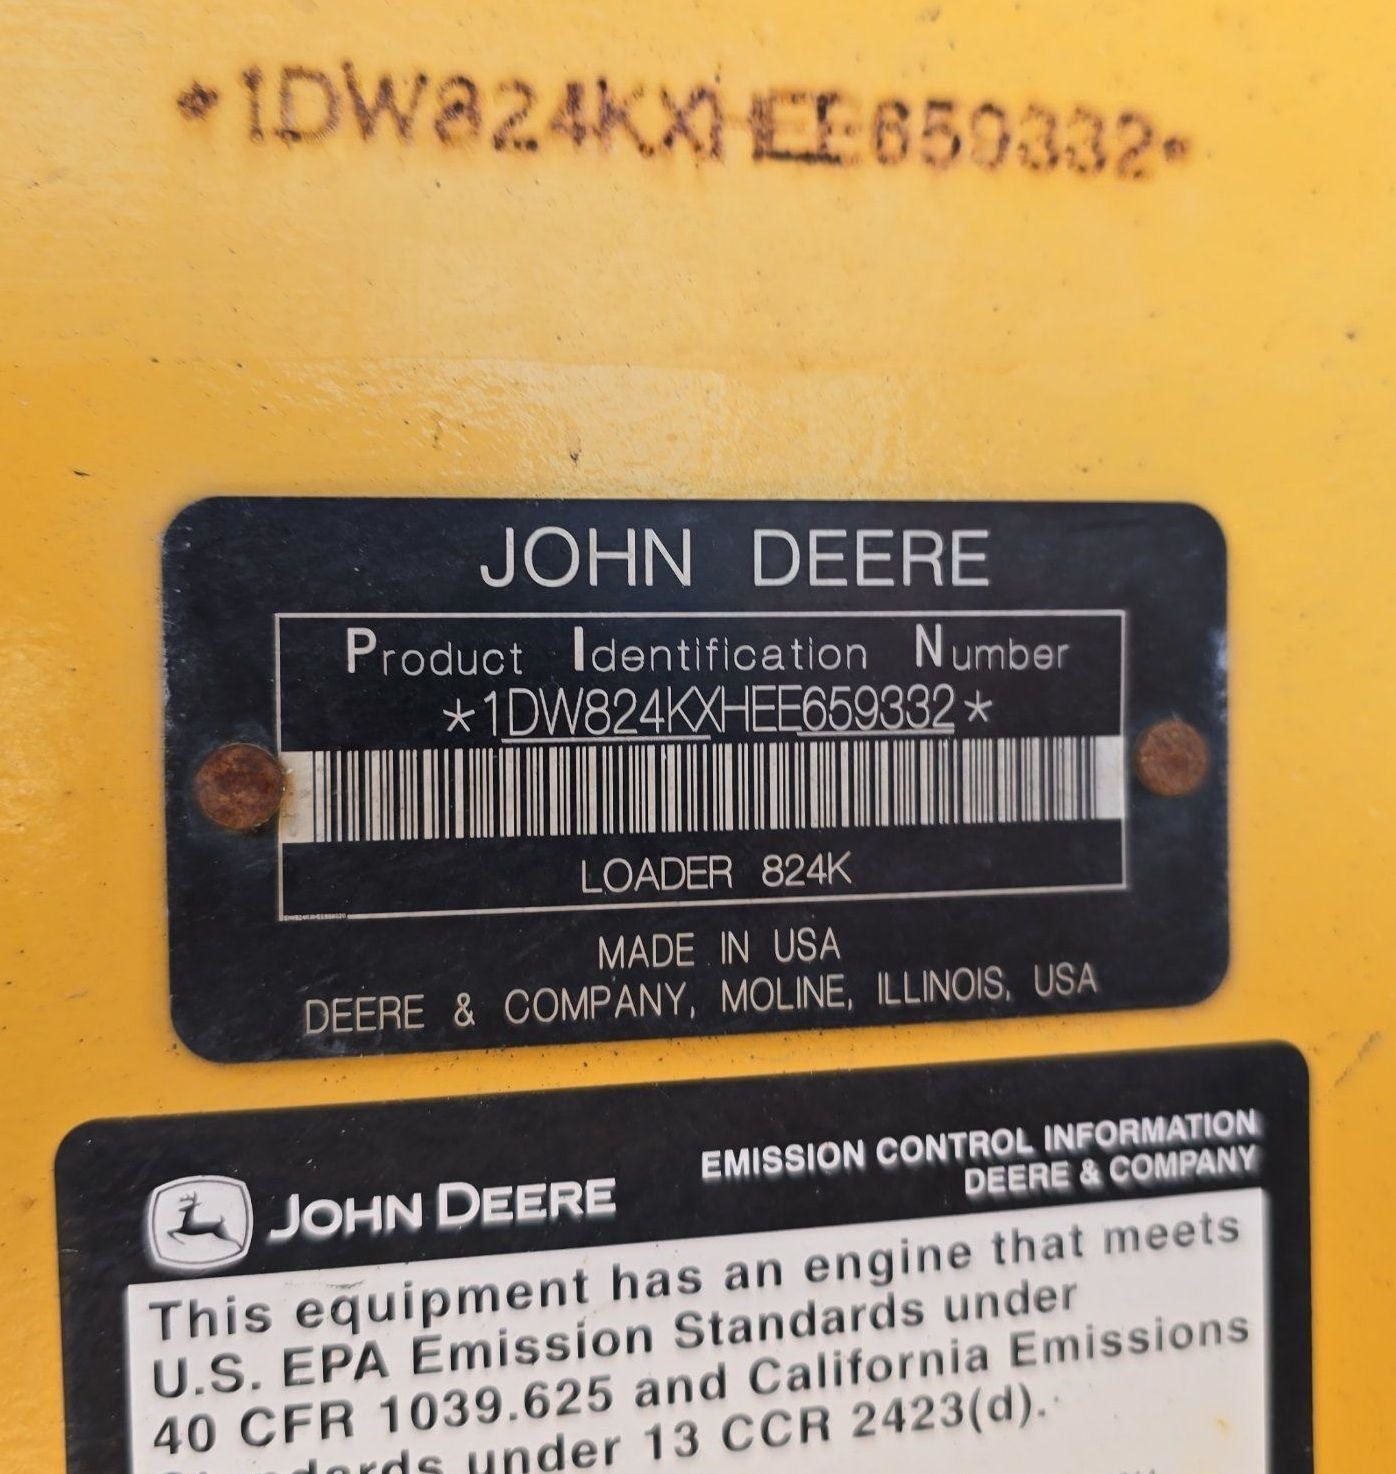 *1DW824KXHEE659332*
JOHN DEERE
Product Identification Number
*1DW824KXHEE659332*
LOADER 824K
MADE IN USA
DEERE & COMPANY, MOLINE, ILLINOIS, USA
JOHN DEERE
EMISSION CONTROL INFORMATION
DEERE & COMPANY
This equipment has an engine that meets
U.S. EPA Emission Standards under
40 CFR 1039.625 and California Emissions
Standards under 13 CCR 2423(d).